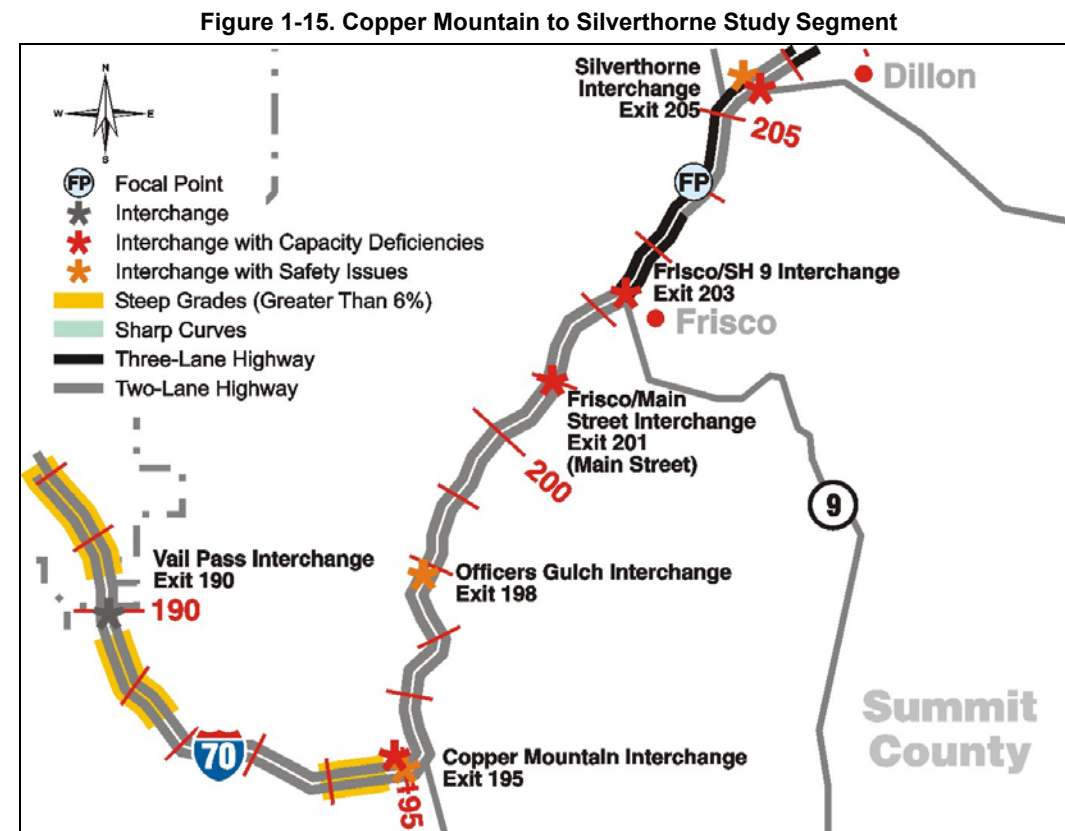 Figure 1-15. Copper Mountain to Silverthorne Study Segment
N
W
E
S
FP Focal Point
Interchange
Interchange with Capacity Deficiencies
Interchange with Safety Issues
Steep Grades (Greater Than 6%)
Sharp Curves
Three-Lane Highway
Two-Lane Highway
Silverthorne
Interchange
Exit 205
Dillon
205
FP
Frisco/SH 9 Interchange
Exit 203
Frisco
Frisco/Main
Street Interchange
Exit 201
(Main Street)
200
9
Vail Pass Interchange
Exit 190
190
Officers Gulch Interchange
Exit 198
Summit
County
70
Copper Mountain Interchange
Exit 195
195